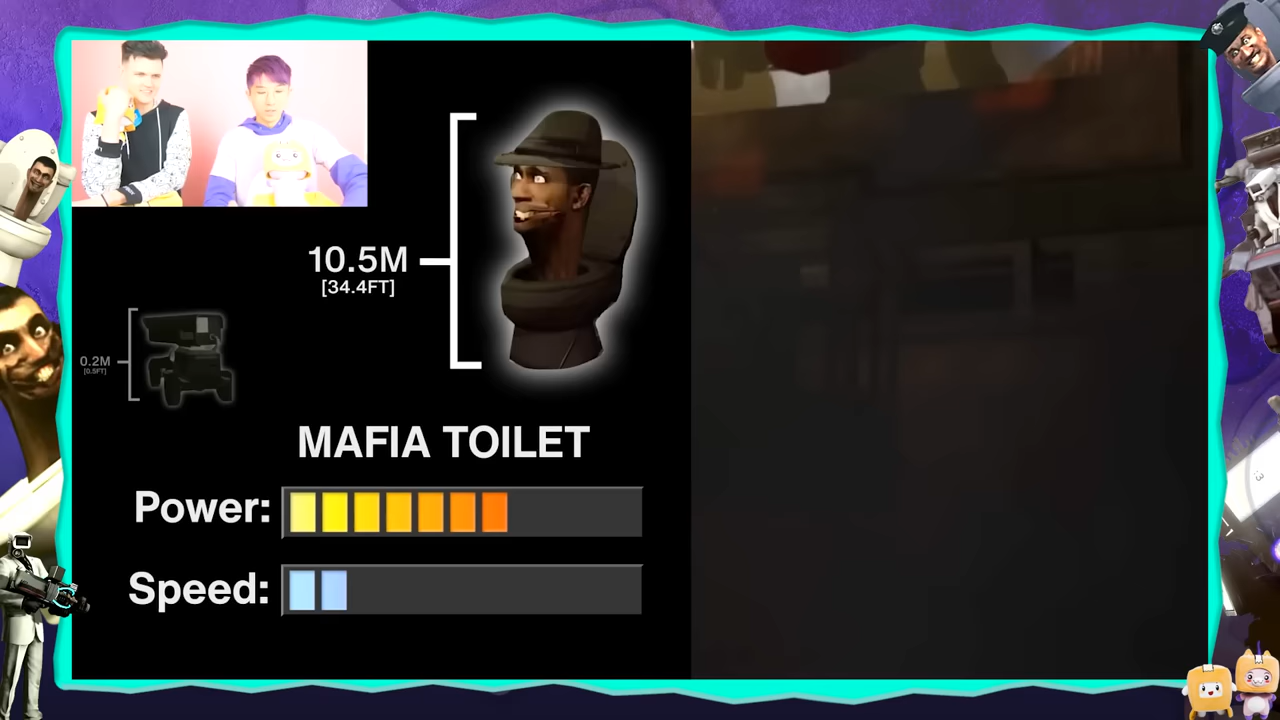 10.5M
[34.4FT]
0.2M
[0.5FT]
MAFIA TOILET
Power:
Speed: